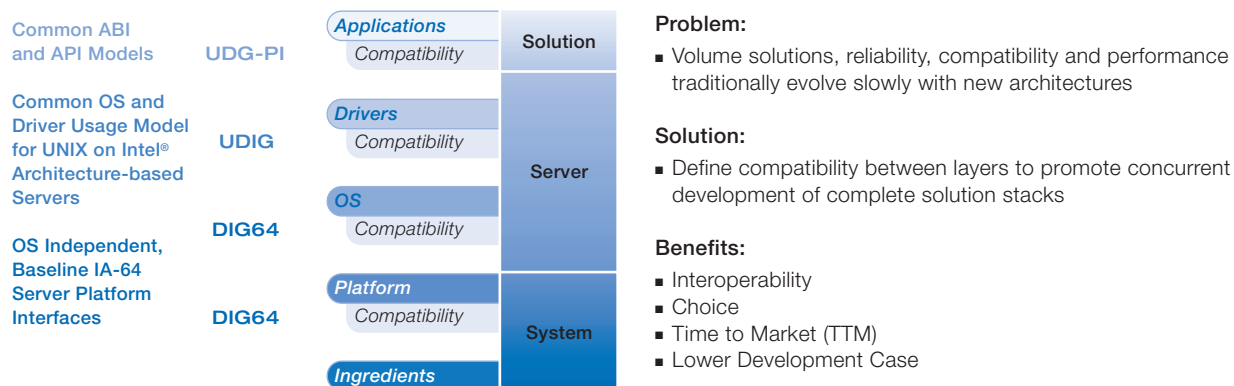 Common ABI
and API Models
UDG-PI
Common OS and
Driver Usage Model
for UNIX on Intel®
Architecture-based
Servers
UDIG
DIG64
OS Independent,
Baseline IA-64
Server Platform
Interfaces
DIG64
Applications
Compatibility
Drivers
Compatibility
OS
Compatibility
Platform
Compatibility
Ingredients
Solution
Server
System
Problem:
■ Volume solutions, reliability, compatibility and performance
traditionally evolve slowly with new architectures
Solution:
■ Define compatibility between layers to promote concurrent
development of complete solution stacks
Benefits:
■ Interoperability
■ Choice
■ Time to Market (TTM)
■ Lower Development Case